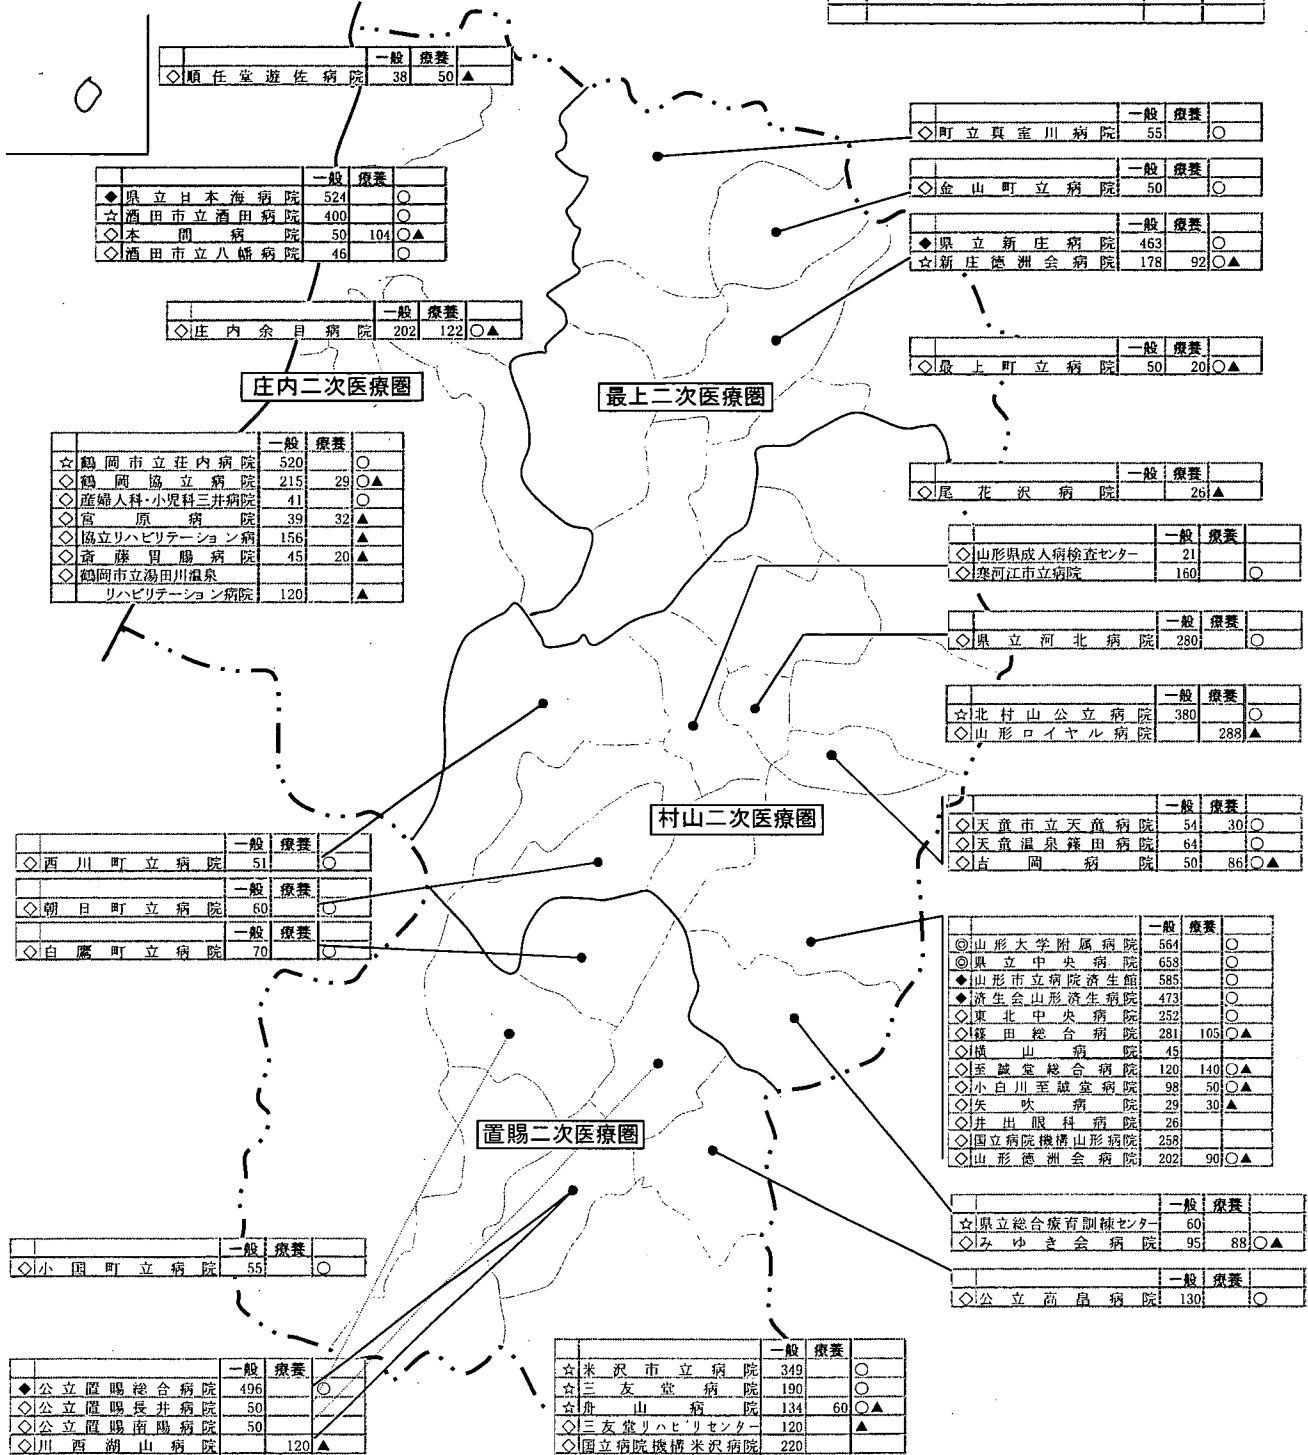 一般 療養
◇ 順任堂遊佐病院 38 50 ▲
一般 療養
◆ 県立日本海病院 524 ○
☆ 酒田市立酒田病院 400 ○
◇ 本間病院 50 104 ○▲
◇ 酒田市立八幡病院 46 ○
一般 療養
◇ 庄内余目病院 202 122 ○▲
庄内二次医療圏
一般 療養
☆ 鶴岡市立荘内病院 520 ○
◇ 鶴岡協立病院 215 29 ○▲
◇ 産婦人科・小児科三井病院 41 ○
◇ 宮原病院 39 32 ▲
◇ 協立リハビリテーション病 156 ▲
◇ 斎藤胃腸病院 45 20 ▲
◇ 鶴岡市立湯田川温泉
リハビリテーション病院 120 ▲
一般 療養
◇ 町立真室川病院 55 ○
一般 療養
◇ 金山町立病院 50 ○
一般 療養
◆ 県立新庄病院 463 ○
☆ 新庄徳洲会病院 178 92 ○▲
一般 療養
◇ 最上町立病院 50 20 ○▲
最上二次医療圏
一般 療養
◇ 尾花沢病院 26 ▲
一般 療養
◇ 山形県成人病検査センター 21
◇ 寒河江市立病院 160 ○
一般 療養
◇ 県立河北病院 280 ○
一般 療養
☆ 北村山公立病院 380 ○
◇ 山形ロイヤル病院 288 ▲
村山二次医療圏
一般 療養
◇ 天童市立天童病院 54 30 ○
◇ 天童温泉篠田病院 64 ○
◇ 吉岡病院 50 86 ○▲
一般 療養
◇ 西川町立病院 51 ○
一般 療養
◇ 朝日町立病院 60 ○
一般 療養
◇ 白鷹町立病院 70 ○
一般 療養
◎ 山形大学附属病院 564 ○
◎ 県立中央病院 658 ○
◆ 山形市立病院済生館 585 ○
◆ 済生会山形済生病院 473 ○
◇ 東北中央病院 252 ○
◇ 篠田総合病院 281 105 ○▲
◇ 横山病院 45
◇ 至誠堂総合病院 120 140 ○▲
◇ 小白川至誠堂病院 98 50 ○▲
◇ 矢吹病院 29 30 ▲
◇ 井出眼科病院 26
◇ 国立病院機構山形病院 258
◇ 山形徳洲会病院 202 90 ○▲
一般 療養
☆ 県立総合療育訓練センター 60
◇ みゆき会病院 95 88 ○▲
置賜二次医療圏
一般 療養
◇ 公立高畠病院 130 ○
一般 療養
◇ 小国町立病院 55 ○
一般 療養
◆ 公立置賜総合病院 496 ○
◇ 公立置賜長井病院 50
◇ 公立置賜南陽病院 50
◇ 川西湖山病院 120 ▲
一般 療養
☆ 米沢市立病院 349 ○
☆ 三友堂病院 190 ○
☆ 舟山病院 134 60 ○▲
◇ 三友堂リハビリセンター 120 ▲
◇ 国立病院機構米沢病院 220